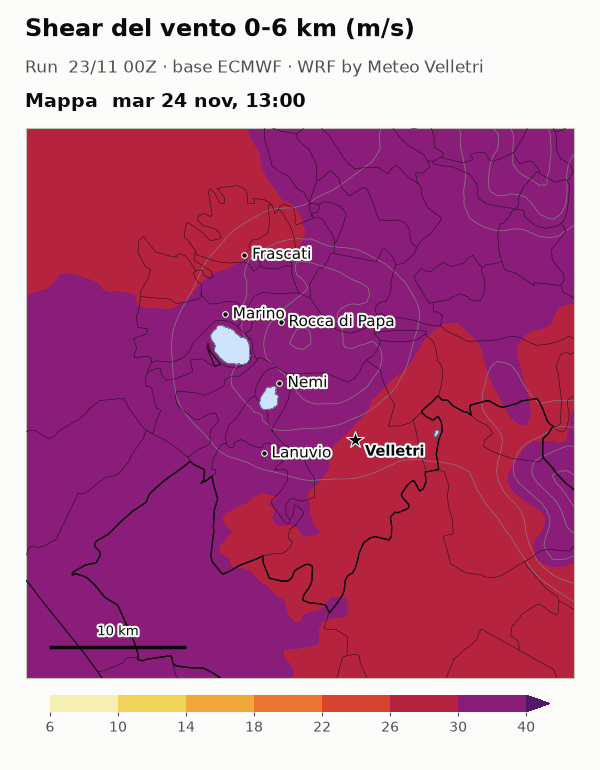 Shear del vento 0-6 km (m/s)
Run  23/11 00Z · base ECMWF · WRF by Meteo Velletri
Mappa  mar 24 nov, 13:00
Frascati
Marino
Rocca di Papa
Nemi
Velletri
Lanuvio
10 km
6 10 14 18 22 26 30 40